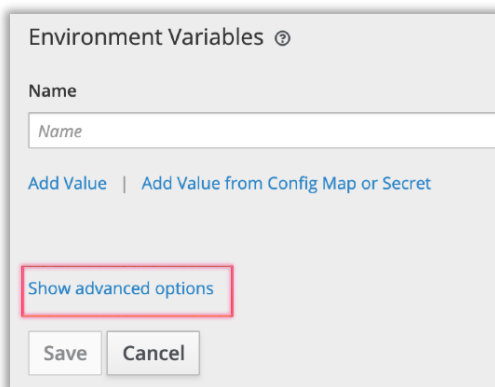 Environment Variables
Name
Name
Add Value | Add Value from Config Map or Secret
Show advanced options
Save Cancel